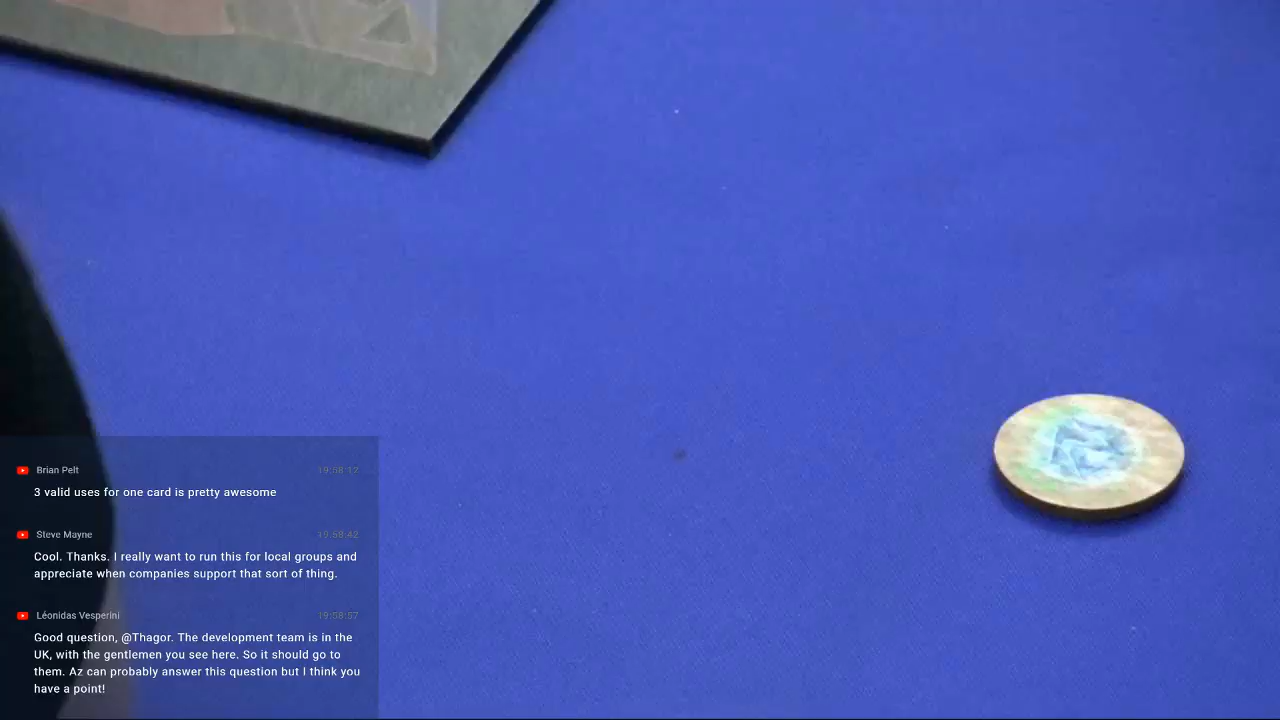 Brian Pelt 19:58:12
3 valid uses for one card is pretty awesome
Steve Mayne 19:58:42
Cool. Thanks. I really want to run this for local groups and
appreciate when companies support that sort of thing.
Léonidas Vesperini 19:58:57
Good question, @Thagor. The development team is in the
UK, with the gentlemen you see here. So it should go to
them. Az can probably answer this question but I think you
have a point!